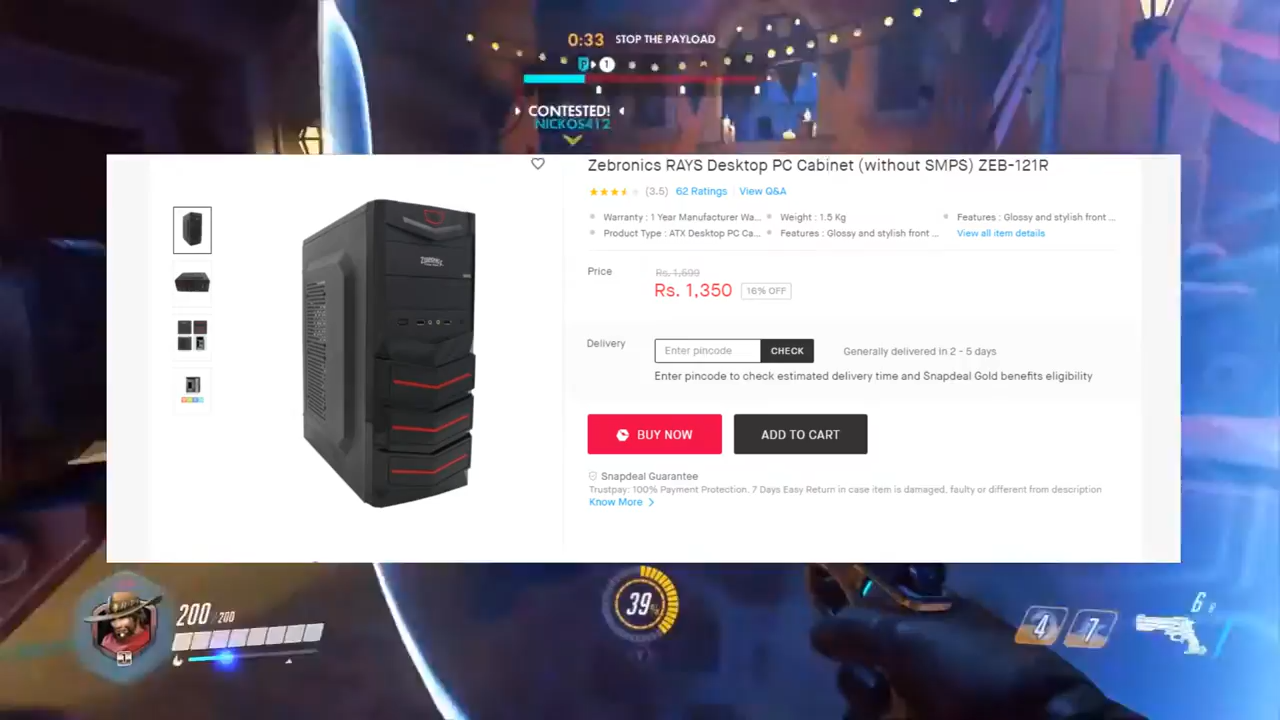 0:33 STOP THE PAYLOAD
1
CONTESTED!
NICKOS412
Zebronics RAYS Desktop PC Cabinet (without SMPS) ZEB-121R
(3.5) 62 Ratings View Q&A
Warranty : 1 Year Manufacturer Wa... Weight : 1.5 Kg Features : Glossy and stylish front ...
Product Type : ATX Desktop PC Ca... Features : Glossy and stylish front ... View all item details
Price Rs. 1,599
Rs. 1,350 16% OFF
Delivery Enter pincode CHECK Generally delivered in 2 - 5 days
Enter pincode to check estimated delivery time and Snapdeal Gold benefits eligibility
BUY NOW ADD TO CART
Snapdeal Guarantee
Trustpay: 100% Payment Protection. 7 Days Easy Return in case item is damaged, faulty or different from description
Know More
200/200
39%
4 7 6